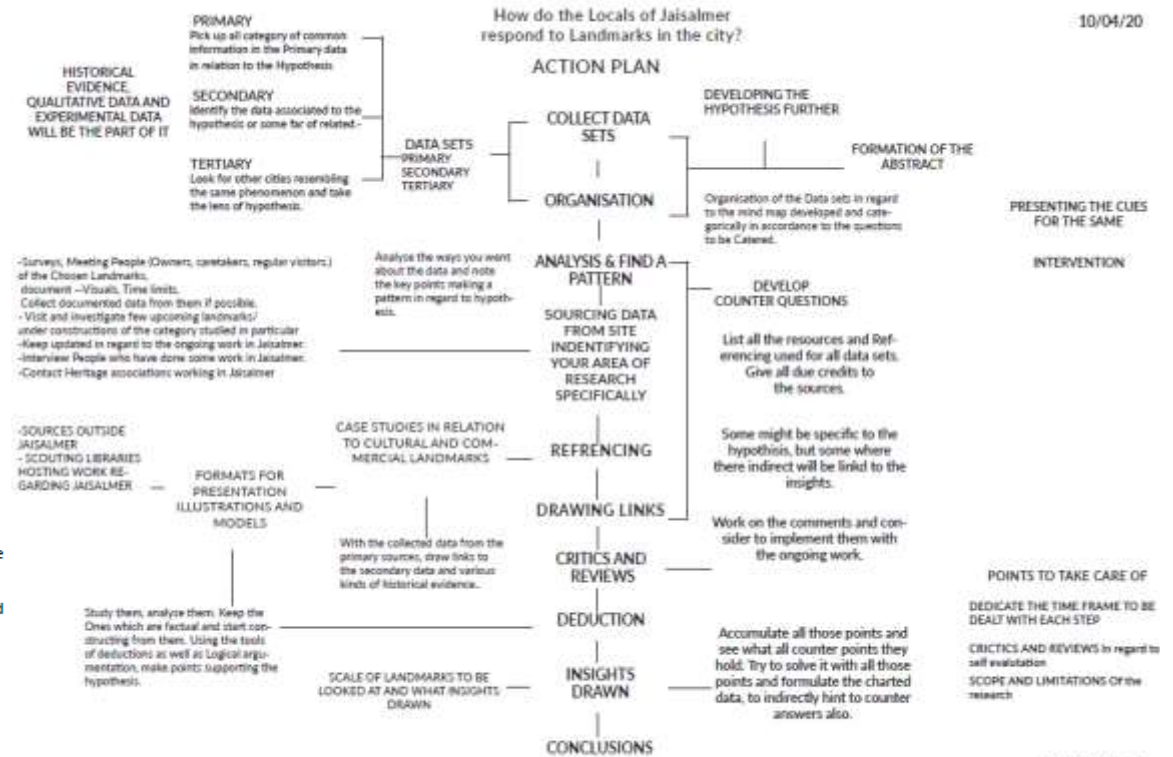 How do the Locals of Jaisalmer
respond to Landmarks in the city?
10/04/20
ACTION PLAN
HISTORICAL
EVIDENCE,
QUALITATIVE DATA AND
EXPERIMENTAL DATA
WILL BE THE PART OF IT
PRIMARY
Pick up all category of common
information in the Primary data
in relation to the Hypothesis
SECONDARY
Identify the data associated to the
hypothesis or some far of related.-
TERTIARY
Look for other cities resembling
the same phenomenon and take
the lens of hypothesis.
DATA SETS
PRIMARY
SECONDARY
TERTIARY
COLLECT DATA
SETS
ORGANISATION
DEVELOPING THE
HYPOTHESIS FURTHER
FORMATION OF THE
ABSTRACT
Organisation of the Data sets in regard
to the mind map developed and cate-
gorically in accordance to the questions
to be Catered.
PRESENTING THE CUES
FOR THE SAME
INTERVENTION
-Surveys, Meeting People (Owners, caretakers, regular visitors.)
of the Chosen Landmarks,
document --Visuals, Time limits.
Collect documented data from them if possible.
- Visit and investigate few upcoming landmarks/
under constructions of the category studied in particular
-Keep updated in regard to the ongoing work in Jaisalmer.
-Interview People who have done some work in Jaisalmer.
-Contact Heritage associations working in Jaisalmer
Analyse the ways you went
about the data and note
the key points making a
pattern in regard to hypoth-
esis.
ANALYSIS & FIND A
PATTERN
SOURCING DATA
FROM SITE
INDENTIFYING
YOUR AREA OF
RESEARCH
SPECIFICALLY
DEVELOP
COUNTER QUESTIONS
List all the resources and Ref-
erencing used for all data sets.
Give all due credits to
the sources.
-SOURCES OUTSIDE
JAISALMER
- SCOUTING LIBRARIES
HOSTING WORK RE-
GARDING JAISALMER
FORMATS FOR
PRESENTATION
ILLUSTRATIONS AND
MODELS
CASE STUDIES IN RELATION
TO CULTURAL AND COM-
MERCIAL LANDMARKS
REFRENCING
Some might be specific to the
hypothisis, but some where
there indirect will be linkd to the
insights.
DRAWING LINKS
With the collected data from the
primary sources, draw links to
the secondary data and various
kinds of historical evidence..
Work on the comments and con-
sider to implement them with
the ongoing work.
CRITICS AND
REVIEWS
Study them, analyse them. Keep the
Ones which are factual and start con-
structing from them. Using the tools
of deductions as well as Logical argu-
mentation, make points supporting the
hypothesis.
DEDUCTION
SCALE OF LANDMARKS TO BE
LOOKED AT AND WHAT INSIGHTS
DRAWN
INSIGHTS
DRAWN
Accumulate all those points and
see what all counter points they
hold. Try to solve it with all those
points and formulate the charted
data, to indirectly hint to counter
answers also.
CONCLUSIONS
POINTS TO TAKE CARE OF
DEDICATE THE TIME FRAME TO BE
DEALT WITH EACH STEP
CRICTICS AND REVIEWS In regard to
self evalutation
SCOPE AND LIMITATIONS Of the
research